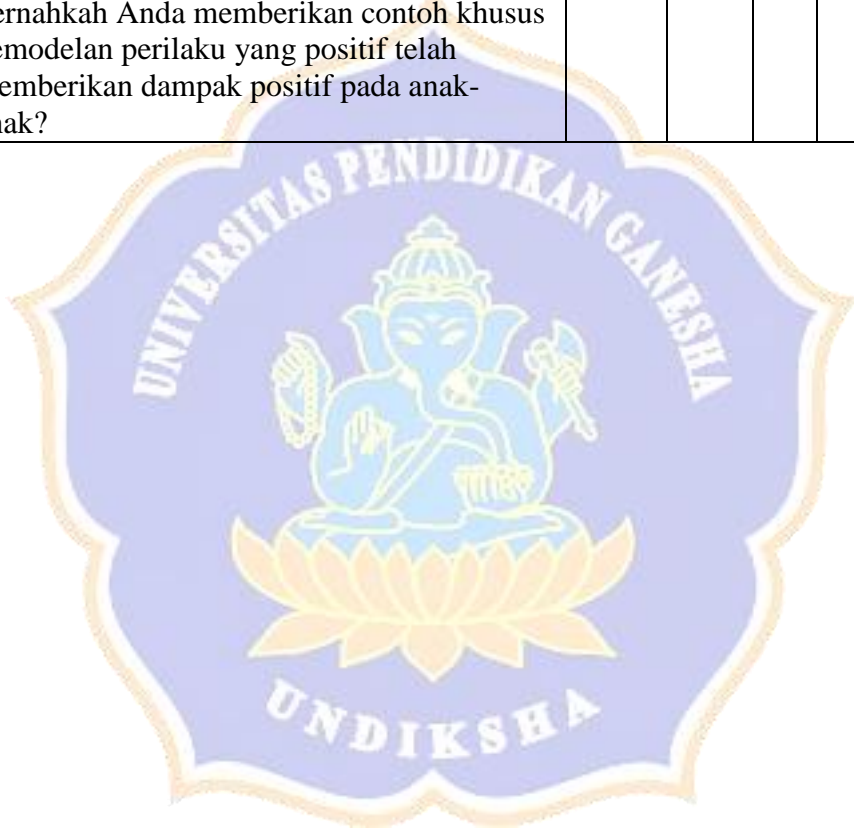 ernahkah Anda memberikan contoh khusus
emodelan perilaku yang positif telah
emberikan dampak positif pada anak-
nak?
UNIVERSITAS PENDIDIKAN GANESHA
UNDIKSHA